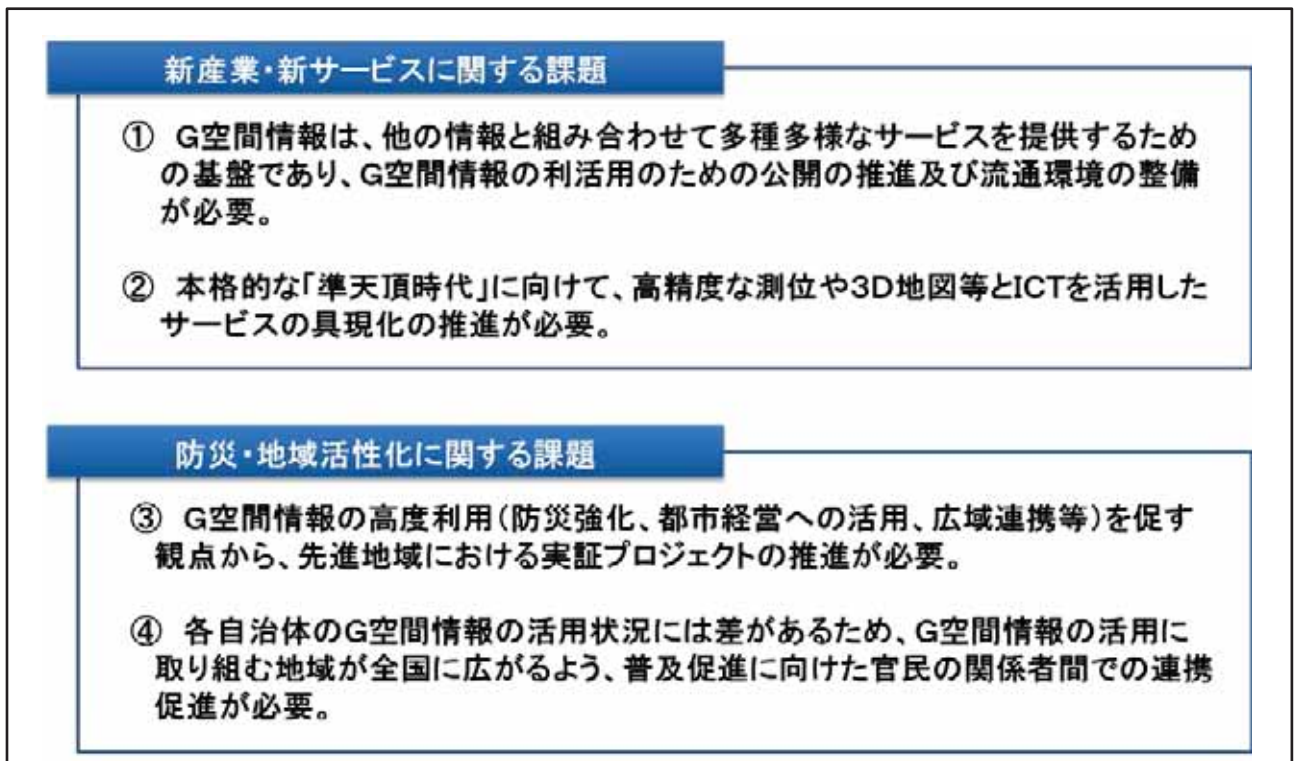 新産業・新サービスに関する課題
① G空間情報は、他の情報と組み合わせて多種多様なサービスを提供するため
の基盤であり、G空間情報の利活用のための公開の推進及び流通環境の整備
が必要。
② 本格的な「準天頂時代」に向けて、高精度な測位や3D地図等とICTを活用した
サービスの具現化の推進が必要。
防災・地域活性化に関する課題
③ G空間情報の高度利用(防災強化、都市経営への活用、広域連携等)を促す
観点から、先進地域における実証プロジェクトの推進が必要。
④ 各自治体のG空間情報の活用状況には差があるため、G空間情報の活用に
取り組む地域が全国に広がるよう、普及促進に向けた官民の関係者間での連携
促進が必要。